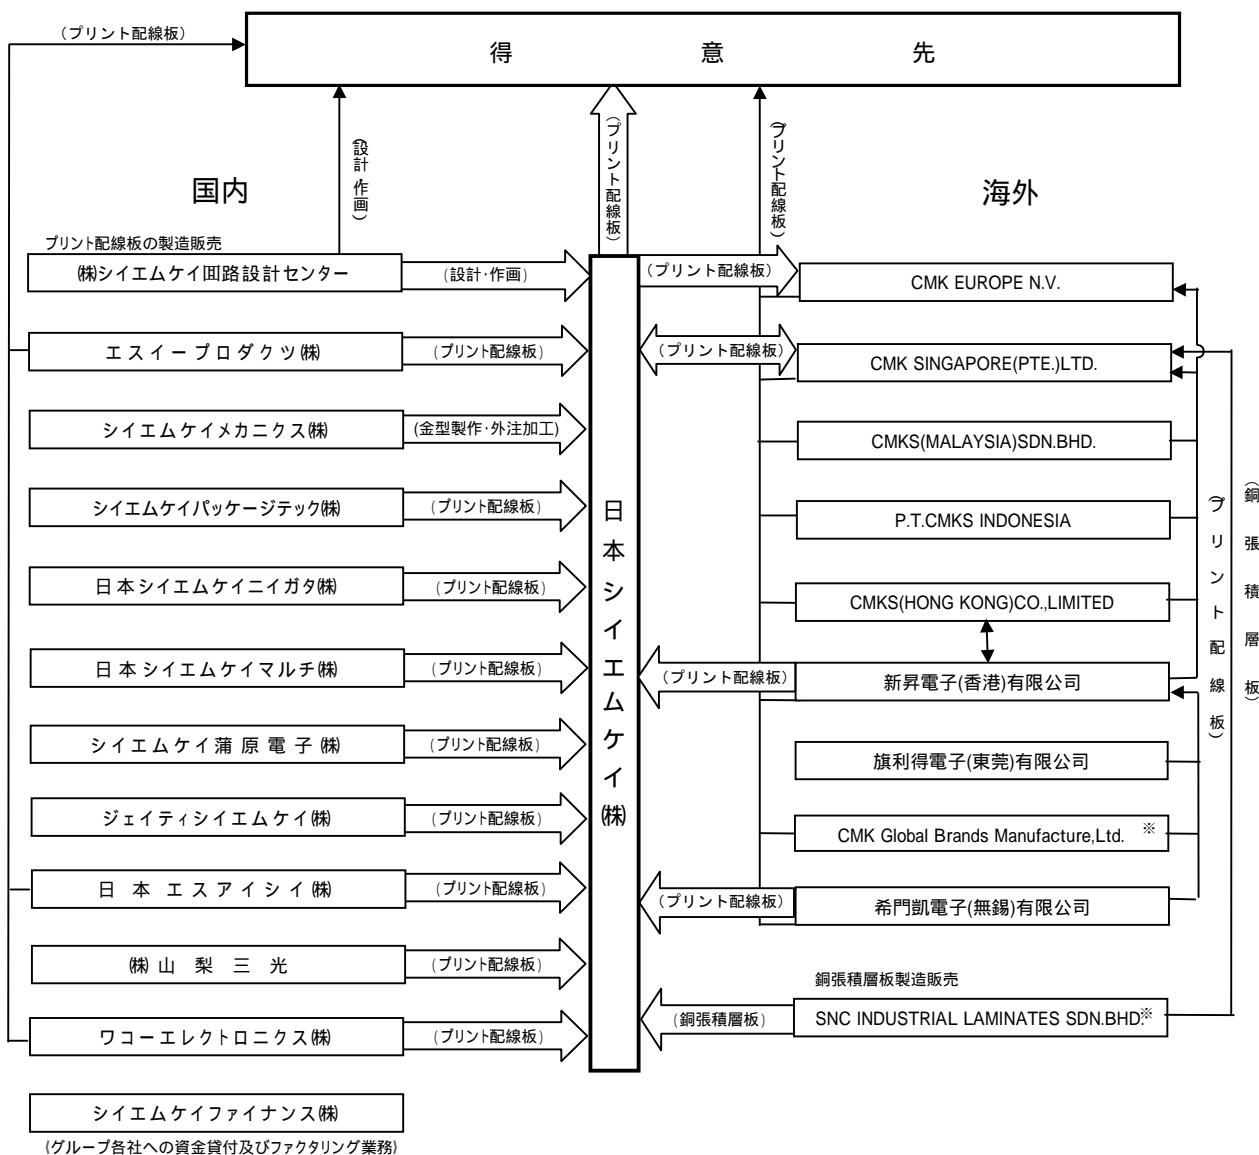 (プリント配線板)
得意先
(設計・作画)
(プリント配線板)
(プリント配線板)
国内
海外
プリント配線板の製造販売
㈱シイエムケイ回路設計センター
(設計・作画)
(プリント配線板)
CMK EUROPE N.V.
エスイープロダクツ㈱
(プリント配線板)
(プリント配線板)
CMK SINGAPORE(PTE.)LTD.
シイエムケイメカニクス㈱
(金型製作・外注加工)
CMKS(MALAYSIA)SDN.BHD.
シイエムケイパッケージテック㈱
(プリント配線板)
P.T.CMKS INDONESIA
日本シイエムケイニイガタ㈱
(プリント配線板)
CMKS(HONG KONG)CO.,LIMITED
日本シイエムケイマルチ㈱
(プリント配線板)
日本シイエムケイ㈱
(プリント配線板)
新昇電子(香港)有限公司
(プリント配線板)
(銅張積層板)
シイエムケイ蒲原電子㈱
(プリント配線板)
旗利得電子(東莞)有限公司
ジェイティシイエムケイ㈱
(プリント配線板)
CMK Global Brands Manufacture,Ltd. ※
日本エスアイシイ㈱
(プリント配線板)
(プリント配線板)
希門凱電子(無錫)有限公司
㈱山梨三光
(プリント配線板)
銅張積層板製造販売
ワコーエレクトロニクス㈱
(プリント配線板)
(銅張積層板)
SNC INDUSTRIAL LAMINATES SDN.BHD.※
シイエムケイファイナンス㈱
(グループ各社への資金貸付及びファクタリング業務)